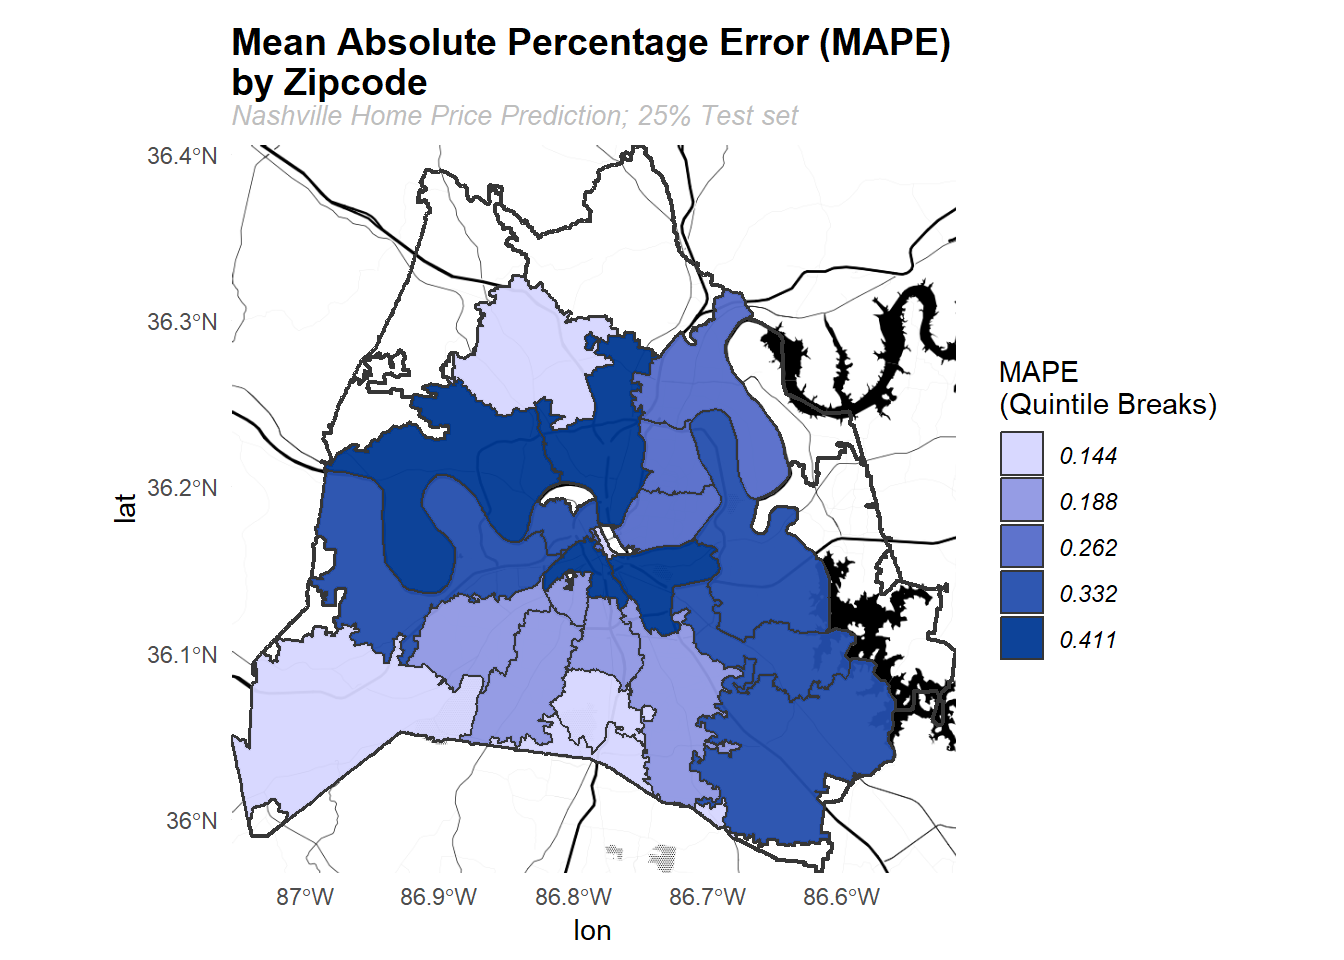 Mean Absolute Percentage Error (MAPE)
by Zipcode
Nashville Home Price Prediction; 25% Test set
36.4°N
36.3°N
36.2°N
36.1°N
36°N
lat
87°W
86.9°W
86.8°W
86.7°W
86.6°W
lon
MAPE
(Quintile Breaks)
0.144
0.188
0.262
0.332
0.411